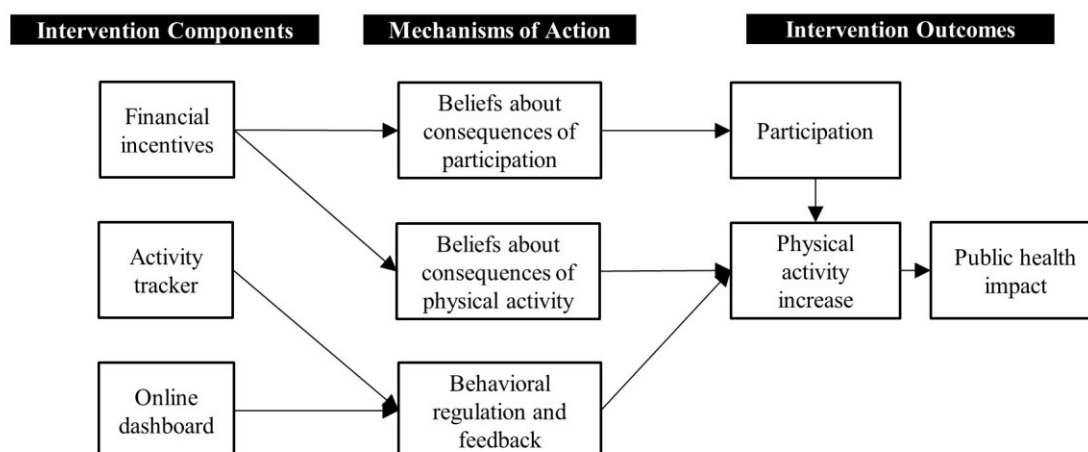 Intervention Components
Mechanisms of Action
Intervention Outcomes
Financial
incentives
Beliefs about
consequences of
participation
Participation
Activity
tracker
Beliefs about
consequences of
physical activity
Physical
activity
increase
Public health
impact
Online
dashboard
Behavioral
regulation and
feedback